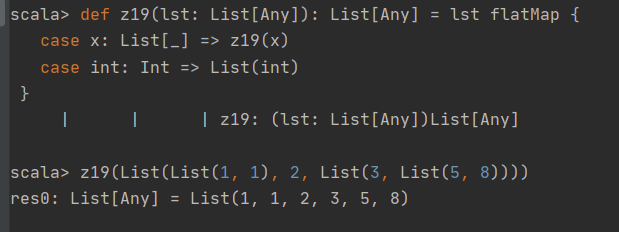 scala> def z19(lst: List[Any]): List[Any] = lst flatMap {
case x: List[_] => z19(x)
case int: Int => List(int)
}
| | | z19: (lst: List[Any])List[Any]
scala> z19(List(List(1, 1), 2, List(3, List(5, 8))))
res0: List[Any] = List(1, 1, 2, 3, 5, 8)